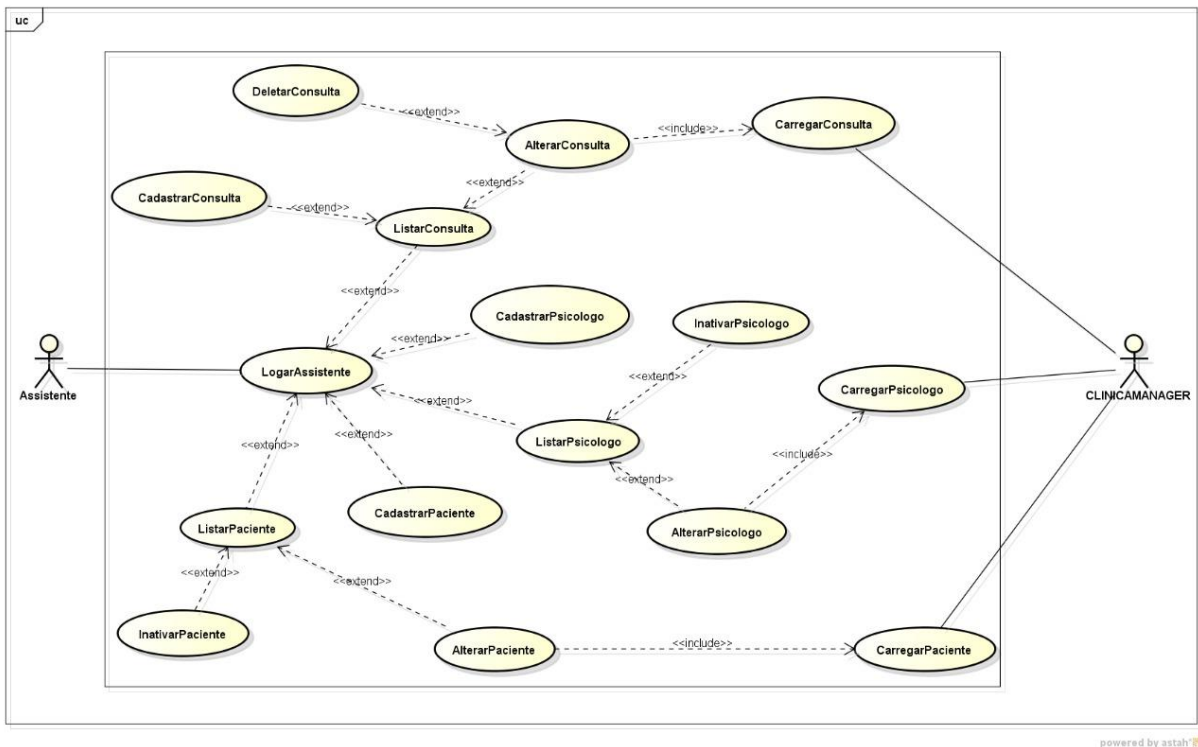 uc
DeletarConsulta
<<extend>>
CarregarConsulta
<<include>>
AlterarConsulta
<<extend>>
CadastrarConsulta
<<extend>>
ListarConsulta
<<extend>>
CadastrarPsicologo
InativarPsicologo
<<extend>>
LogarAssistente
<<extend>>
CarregarPsicologo
Assistente
CLINICAMANAGER
<<extend>>
<<extend>>
ListarPsicologo
<<extend>>
<<include>>
<<extend>>
CadastrarPaciente
ListarPaciente
AlterarPsicologo
<<extend>>
<<extend>>
InativarPaciente
AlterarPaciente
<<include>>
CarregarPaciente
powered by astah